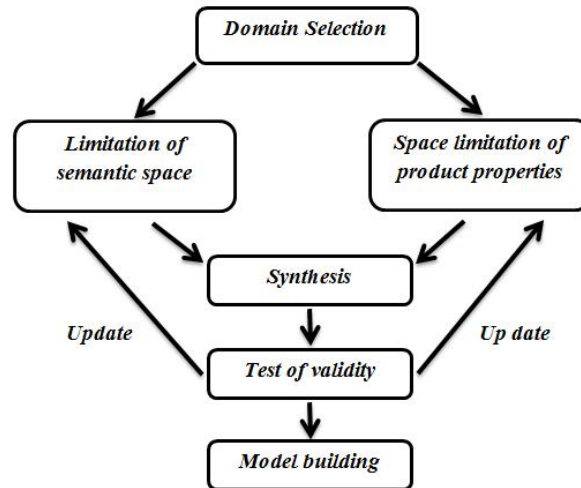 Domain Selection
Limitation of
semantic space
Space limitation of
product properties
Synthesis
Update
Up date
Test of validity
Model building